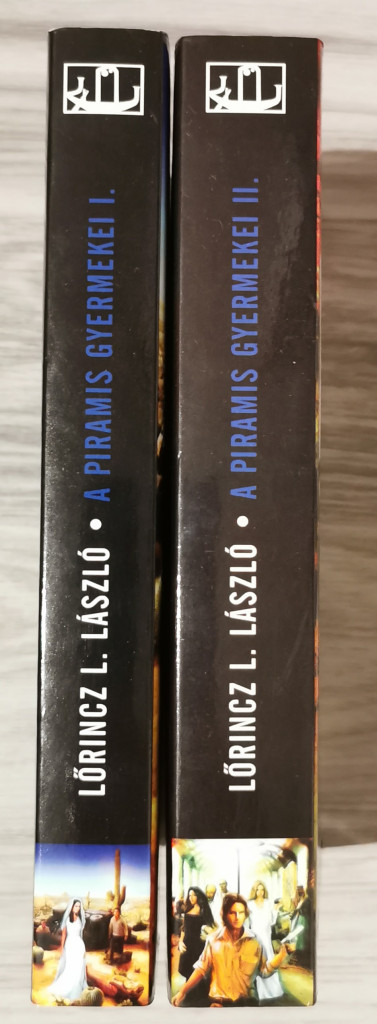 LŐRINCZ L. LÁSZLÓ • A PIRAMIS GYERMEKEI I.
LŐRINCZ L. LÁSZLÓ • A PIRAMIS GYERMEKEI II.